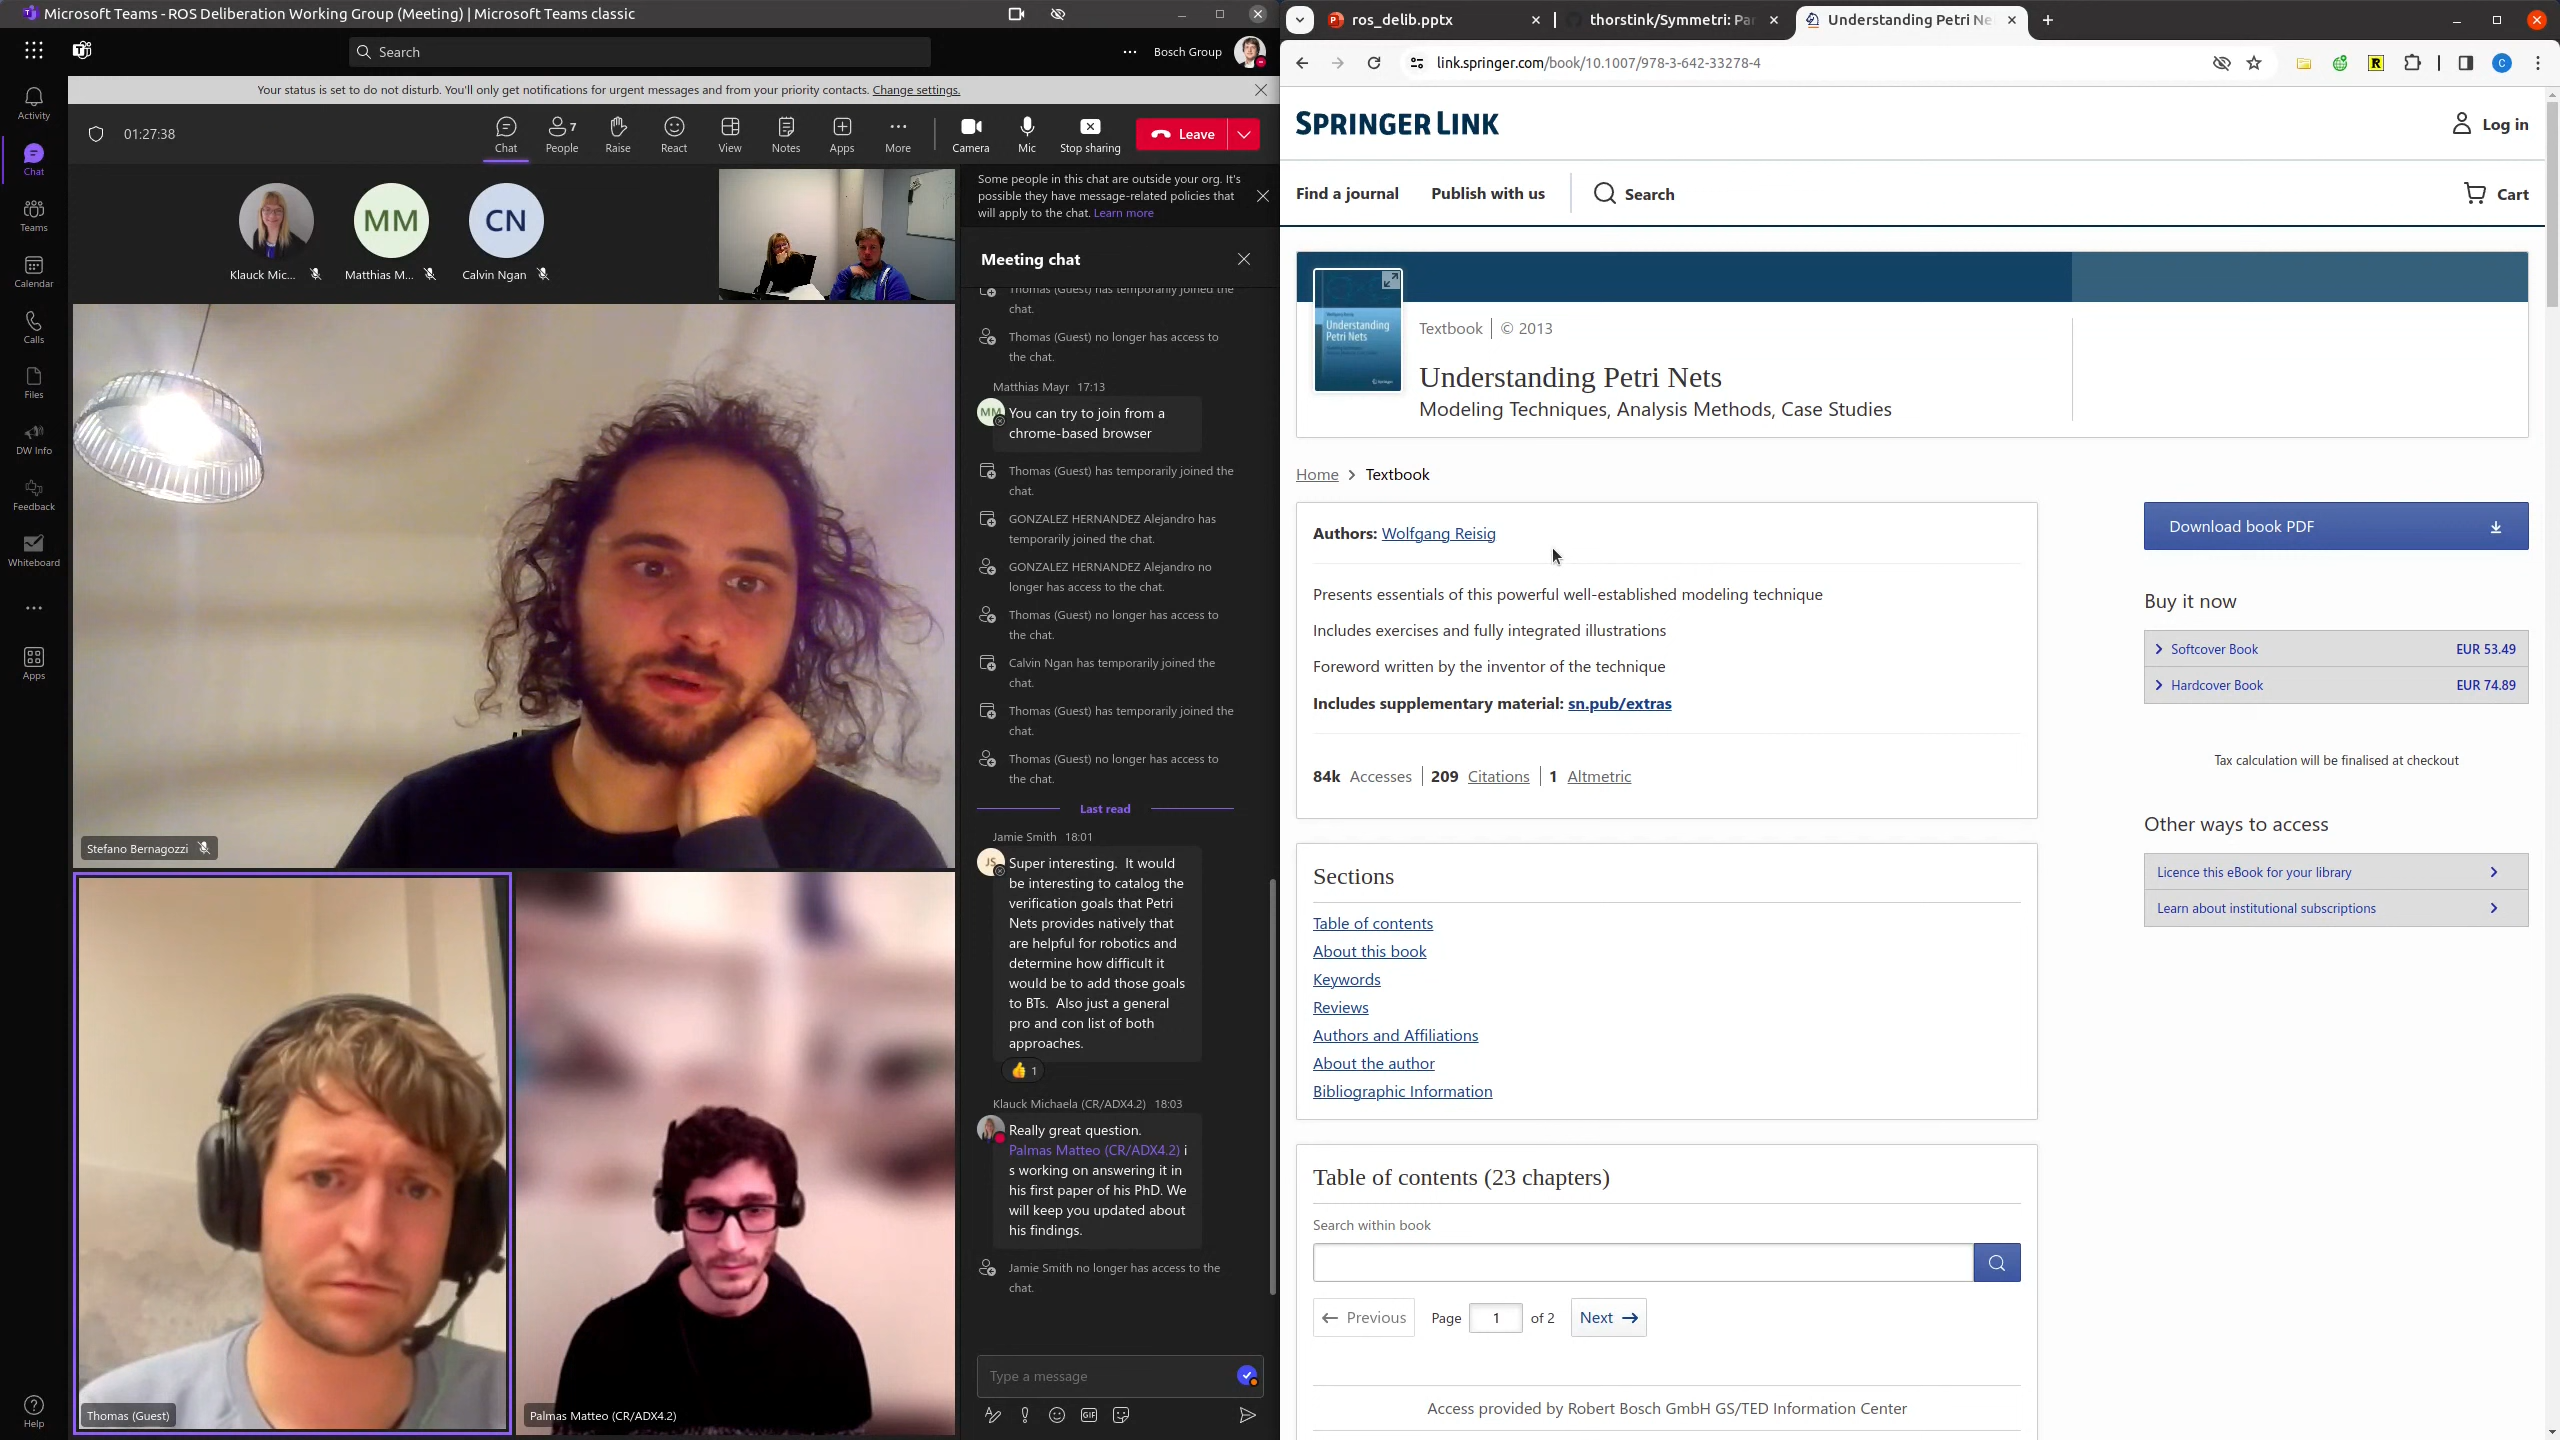 Microsoft Teams - ROS Deliberation Working Group (Meeting) | Microsoft Teams classic
Search
Bosch Group
Your status is set to do not disturb. You'll only get notifications for urgent messages and from your priority contacts. Change settings.
Activity
Chat
Teams
Calendar
Calls
Files
DW Info
Feedback
Whiteboard
Apps
Help
01:27:38
Chat
7
People
Raise
React
View
Notes
Apps
More
Camera
Mic
Stop sharing
Leave
Klauck Mic...
MM
Matthias M...
CN
Calvin Ngan
Stefano Bernagozzi
Thomas (Guest)
Palmas Matteo (CR/ADX4.2)
Some people in this chat are outside your org. It's
possible they have message-related policies that
will apply to the chat. Learn more
Meeting chat
Thomas (Guest) has temporarily joined the
chat.
Thomas (Guest) no longer has access to
the chat.
Matthias Mayr 17:13
MM
You can try to join from a
chrome-based browser
Thomas (Guest) has temporarily joined the
chat.
GONZALEZ HERNANDEZ Alejandro has
temporarily joined the chat.
GONZALEZ HERNANDEZ Alejandro no
longer has access to the chat.
Thomas (Guest) no longer has access to
the chat.
Calvin Ngan has temporarily joined the
chat.
Thomas (Guest) has temporarily joined the
chat.
Thomas (Guest) no longer has access to
the chat.
Last read
Jamie Smith 18:01
JS
Super interesting. It would
be interesting to catalog the
verification goals that Petri
Nets provides natively that
are helpful for robotics and
determine how difficult it
would be to add those goals
to BTs. Also just a general
pro and con list of both
approaches.
1
Klauck Michaela (CR/ADX4.2) 18:03
Really great question.
Palmas Matteo (CR/ADX4.2) i
s working on answering it in
his first paper of his PhD. We
will keep you updated about
his findings.
Jamie Smith no longer has access to the
chat.
Type a message
GIF
ros_delib.pptx
thorstink/Symmetri: Pa
Understanding Petri Ne
link.springer.com/book/10.1007/978-3-642-33278-4
R
C
SPRINGER LINK
Log in
Find a journal
Publish with us
Search
Cart
Understanding
Petri Nets
Textbook | © 2013
Understanding Petri Nets
Modeling Techniques, Analysis Methods, Case Studies
Home > Textbook
Authors: Wolfgang Reisig
Presents essentials of this powerful well-established modeling technique
Includes exercises and fully integrated illustrations
Foreword written by the inventor of the technique
Includes supplementary material: sn.pub/extras
84k Accesses | 209 Citations | 1 Altmetric
Sections
Table of contents
About this book
Keywords
Reviews
Authors and Affiliations
About the author
Bibliographic Information
Table of contents (23 chapters)
Search within book
Previous
Page
1
of 2
Next
Access provided by Robert Bosch GmbH GS/TED Information Center
Download book PDF
Buy it now
Softcover Book EUR 53.49
Hardcover Book EUR 74.89
Tax calculation will be finalised at checkout
Other ways to access
Licence this eBook for your library
Learn about institutional subscriptions